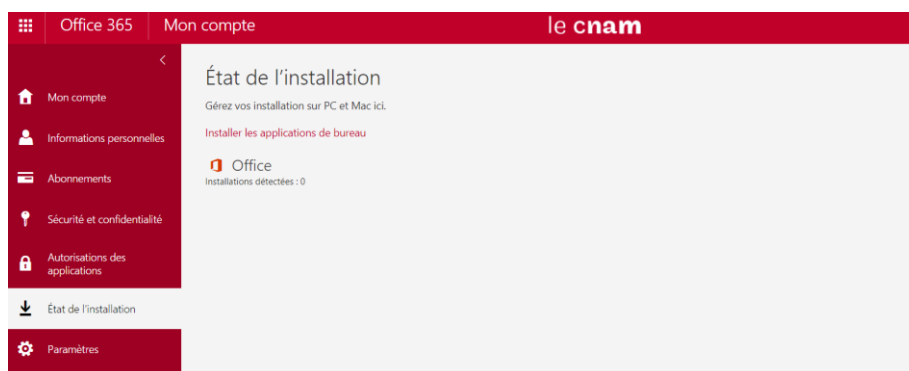 Office 365
Mon compte
le cnam
Mon compte
Informations personnelles
Abonnements
Sécurité et confidentialité
Autorisations des
applications
État de l'installation
Paramètres
État de l'installation
Gérez vos installation sur PC et Mac ici.
Installer les applications de bureau
Office
Installations détectées : 0